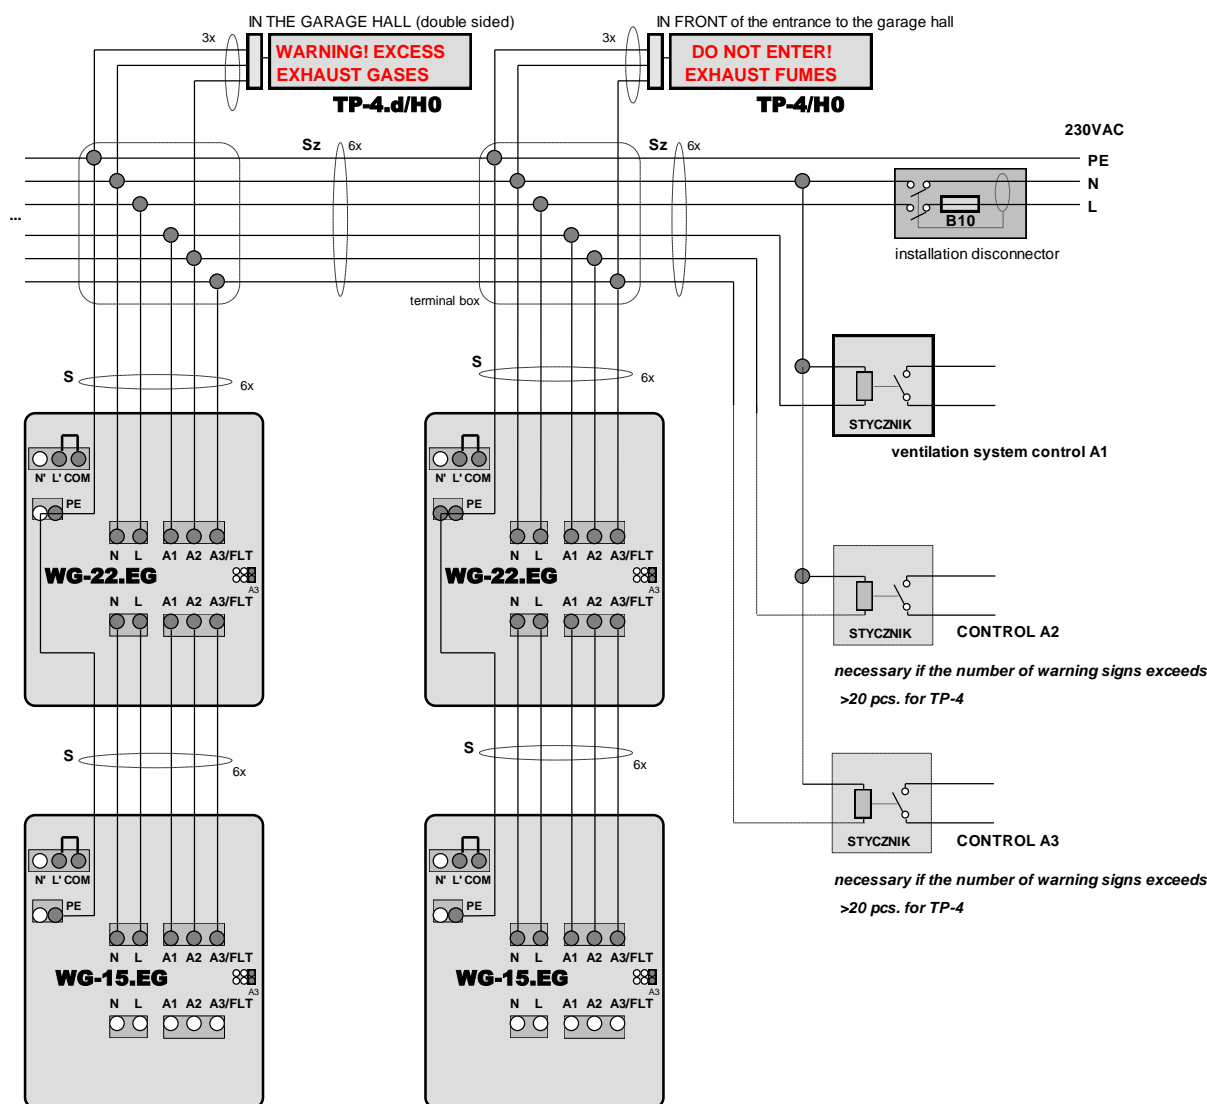 IN THE GARAGE HALL (double sided)
IN FRONT of the entrance to the garage hall
3x
WARNING! EXCESS
EXHAUST GASES
3x
DO NOT ENTER!
EXHAUST FUMES
TP-4.d/H0
TP-4/H0
230VAC
Sz 6x
Sz 6x
PE
N
L
...
B10
installation disconnector
terminal box
S
6x
S
6x
STYCZNIK
ventilation system control A1
N' L' COM
PE
N L A1 A2 A3/FLT
WG-22.EG
A3
N L A1 A2 A3/FLT
N' L' COM
PE
N L A1 A2 A3/FLT
WG-22.EG
A3
N L A1 A2 A3/FLT
STYCZNIK
CONTROL A2
necessary if the number of warning signs exceeds
>20 pcs. for TP-4
S
6x
S
6x
STYCZNIK
CONTROL A3
necessary if the number of warning signs exceeds
>20 pcs. for TP-4
N' L' COM
PE
N L A1 A2 A3/FLT
WG-15.EG
A3
N L A1 A2 A3/FLT
N' L' COM
PE
N L A1 A2 A3/FLT
WG-15.EG
A3
N L A1 A2 A3/FLT